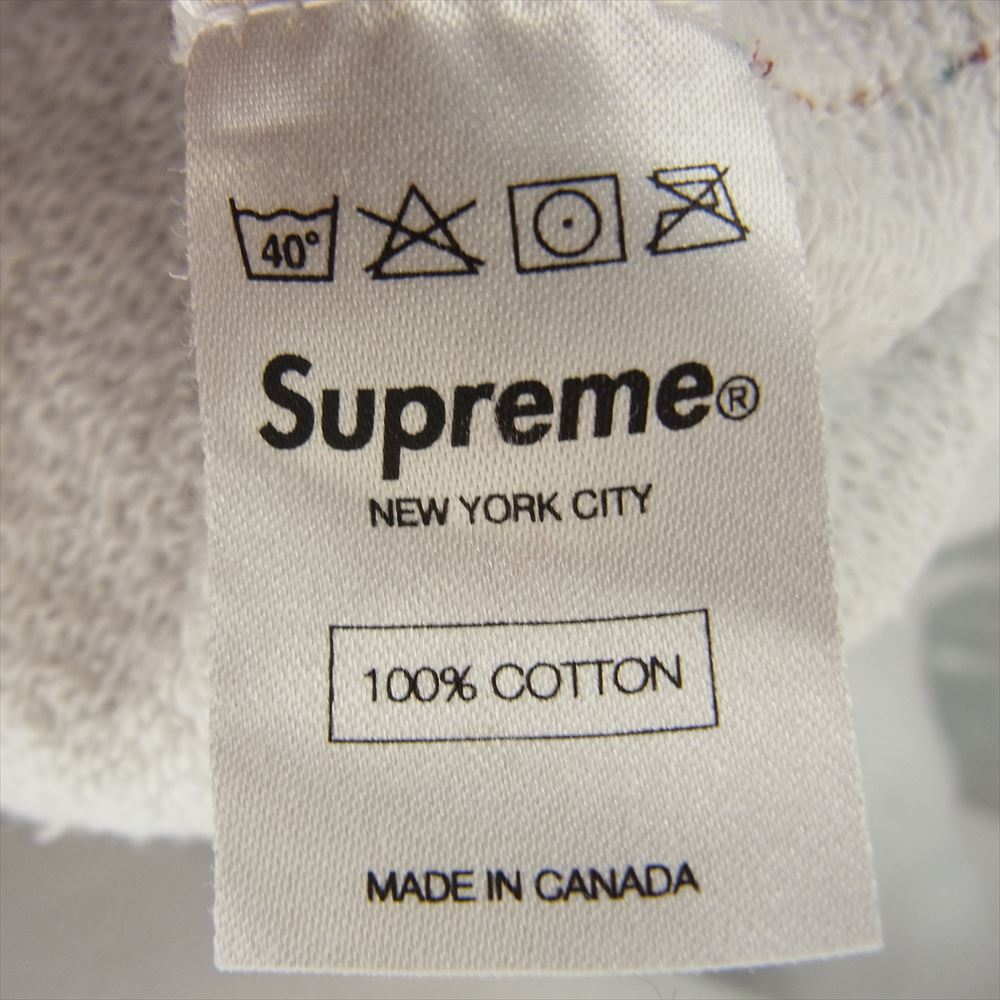 40°
Supreme®
NEW YORK CITY
100% COTTON
MADE IN CANADA